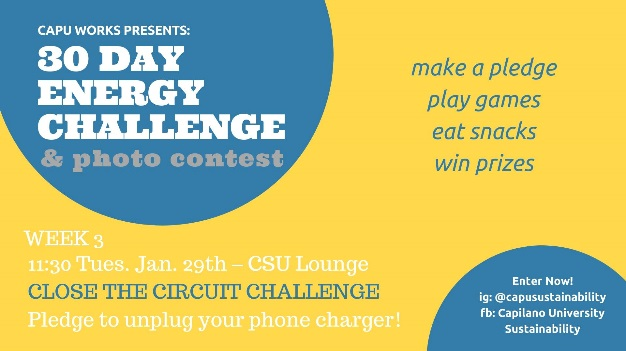 CAPU WORKS PRESENTS:
30 DAY
ENERGY
CHALLENGE
& photo contest
make a pledge
play games
eat snacks
win prizes
WEEK 3
11:30 Tues. Jan. 29th – CSU Lounge
CLOSE THE CIRCUIT CHALLENGE
Pledge to unplug your phone charger!
Enter Now!
ig: @capusustainability
fb: Capilano University
Sustainability